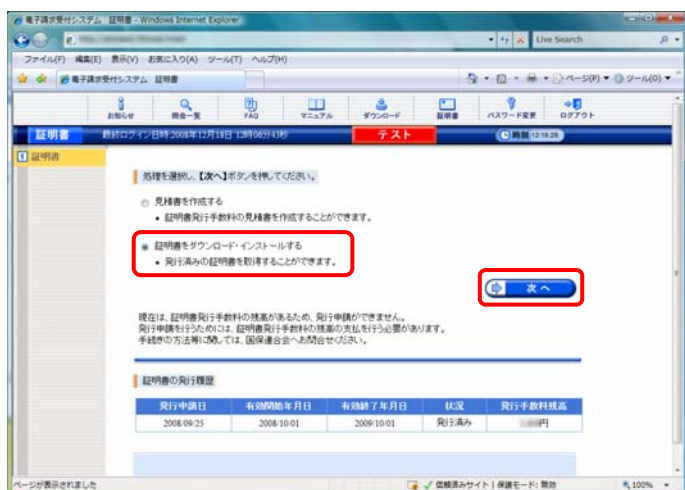 電子請求受付システム 証明書 - Windows Internet Explorer
Live Search
ファイル(F) 編集(E) 表示(V) お気に入り(A) ツール(T) ヘルプ(H)
電子請求受付システム 証明書
ページ(P) ツール(O)
お知らせ 照会一覧 FAQ マニュアル ダウンロード 証明書 パスワード変更 ログアウト
証明書 最終ログイン日時:2008年12月18日 12時06分43秒 テスト 時刻 12:18:29
1 証明書
処理を選択し、【次へ】ボタンを押してください。
見積書を作成する
• 証明書発行手数料の見積書を作成することができます。
証明書をダウンロード・インストールする
• 発行済みの証明書を取得することができます。
次へ
現在は、証明書発行手数料の残高があるため、発行申請ができません。
発行申請を行うためには、証明書発行手数料の残高の支払を行う必要があります。
手続きの方法等に関しては、国保連合会へお問合せください。
証明書の発行履歴
発行申請日 有効開始年月日 有効終了年月日 状況 発行手数料残高
2008/09/25 2008/10/01 2009/10/01 発行済み 円
ページが表示されました 信頼済みサイト | 保護モード: 無効 100%